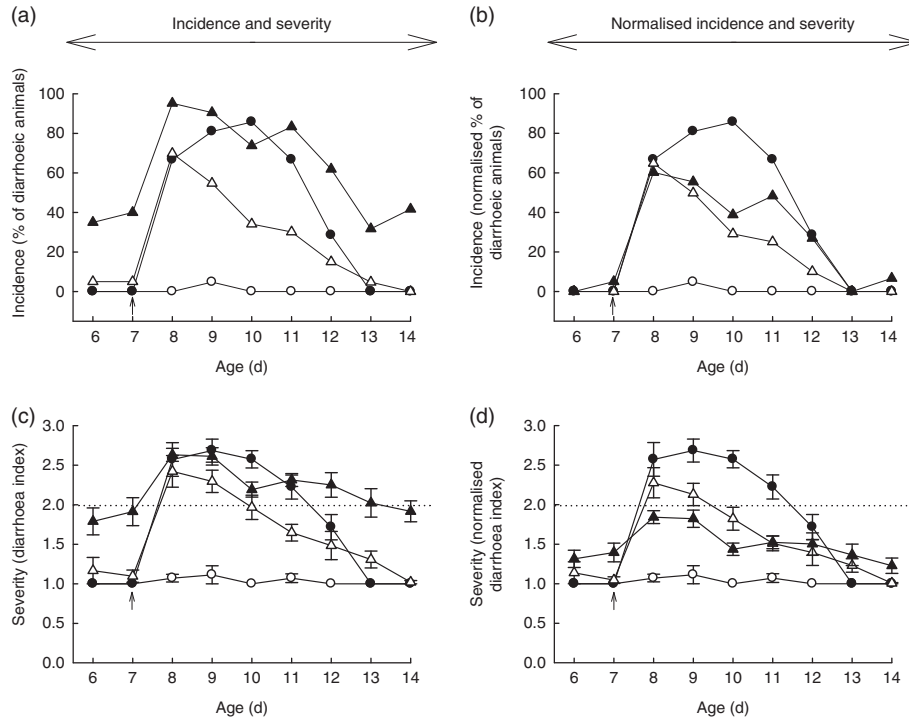 (a)
Incidence and severity
Incidence (% of diarrhoeic animals)
100
80
60
40
20
0
6 7 8 9 10 11 12 13 14
Age (d)
(b)
Normalised incidence and severity
Incidence (normalised % of
diarrhoeic animals)
100
80
60
40
20
0
6 7 8 9 10 11 12 13 14
Age (d)
(c)
Severity (diarrhoea index)
3.0
2.5
2.0
1.5
1.0
0.5
0.0
6 7 8 9 10 11 12 13 14
Age (d)
(d)
Severity (normalised
diarrhoea index)
3.0
2.5
2.0
1.5
1.0
0.5
0.0
6 7 8 9 10 11 12 13 14
Age (d)